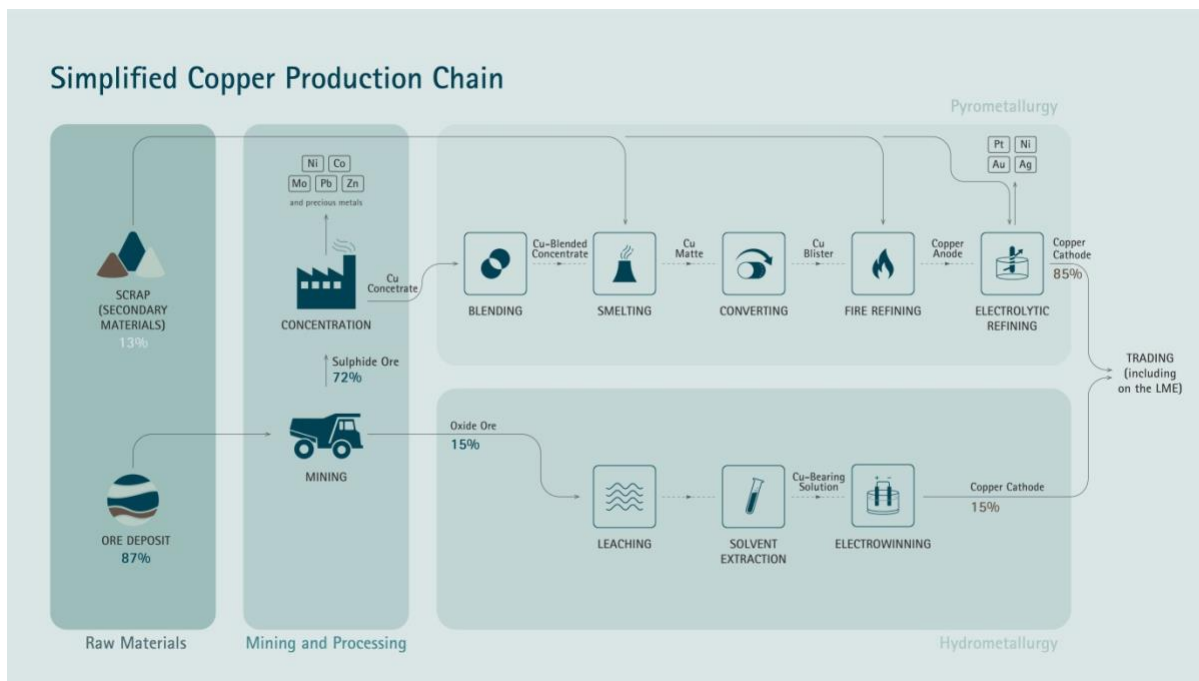 Simplified Copper Production Chain
Pyrometallurgy
Ni Co
Mo Pb Zn
and precious metals
Pt Ni
Au Ag
SCRAP
(SECONDARY
MATERIALS)
13%
CONCENTRATION
Cu
Concetrate
BLENDING
Cu-Blended
Concentrate
SMELTING
Cu
Matte
CONVERTING
Cu
Blister
FIRE REFINING
Copper
Anode
ELECTROLYTIC
REFINING
Copper
Cathode
85%
Sulphide Ore
72%
TRADING
(including
on the LME)
MINING
ORE DEPOSIT
87%
Oxide Ore
15%
LEACHING
SOLVENT
EXTRACTION
Cu-Bearing
Solution
+ -
ELECTROWINNING
Copper Cathode
15%
Raw Materials
Mining and Processing
Hydrometallurgy